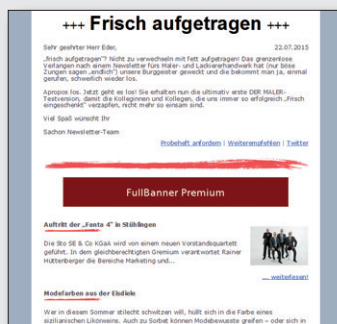 +++ Frisch aufgetragen +++
Sehr geehrter Herr Eder,
22.07.2015
„frisch aufgetragen“? Nicht zu verwechseln mit fett aufgetragen! Das grenzenlose
Verlangen nach einem Newsletter fürs Maler- und Lackiererhandwerk hat (nur böse
Zungen sagen „endlich“) unsere Burggeister geweckt und die bekommt man ja, einmal
gerufen, schwerlich wieder los.
Apropos los. Jetzt geht es los! Sie erhalten nun die ultimativ erste DER MALER-
Testversion, damit die Kolleginnen und Kollegen, die uns immer so erfolgreich „Frisch
eingeschenkt“ verzapfen, nicht mehr so einsam sind.
Viel Spaß wünscht Ihr
Sachon Newsletter-Team
Probeheft anfordern | Weiterempfehlen | Twitter
FullBanner Premium
Auftritt der „Fanta 4“ in Stühlingen
Die Sto SE & Co KGaA wird von einem neuen Vorstandsquartett
geführt. In dem gleichberechtigten Gremium verantwortet Rainer
Hüttenberger die Bereiche Marketing und...
... weiterlesen!
Modefarben aus der Eisdiele
Wer in diesem Sommer stilecht schwitzen will, hüllt sich in die Farbe eines
sizilianischen Likörweins. Auch zu Sorbet können Modebewusste greifen – oder sich in